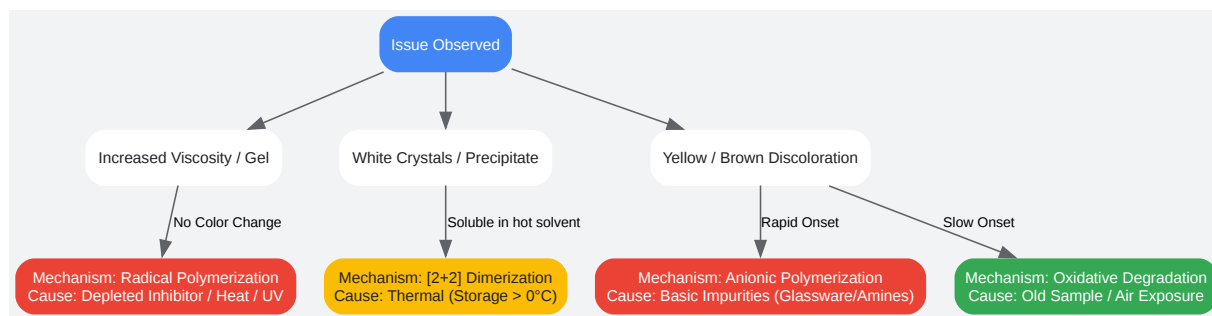 Issue Observed
Increased Viscosity / Gel
White Crystals / Precipitate
Yellow / Brown Discoloration
No Color Change
Soluble in hot solvent
Rapid Onset
Slow Onset
Mechanism: Radical Polymerization
Cause: Depleted Inhibitor / Heat / UV
Mechanism: [2+2] Dimerization
Cause: Thermal (Storage > 0°C)
Mechanism: Anionic Polymerization
Cause: Basic Impurities (Glassware/Amines)
Mechanism: Oxidative Degradation
Cause: Old Sample / Air Exposure